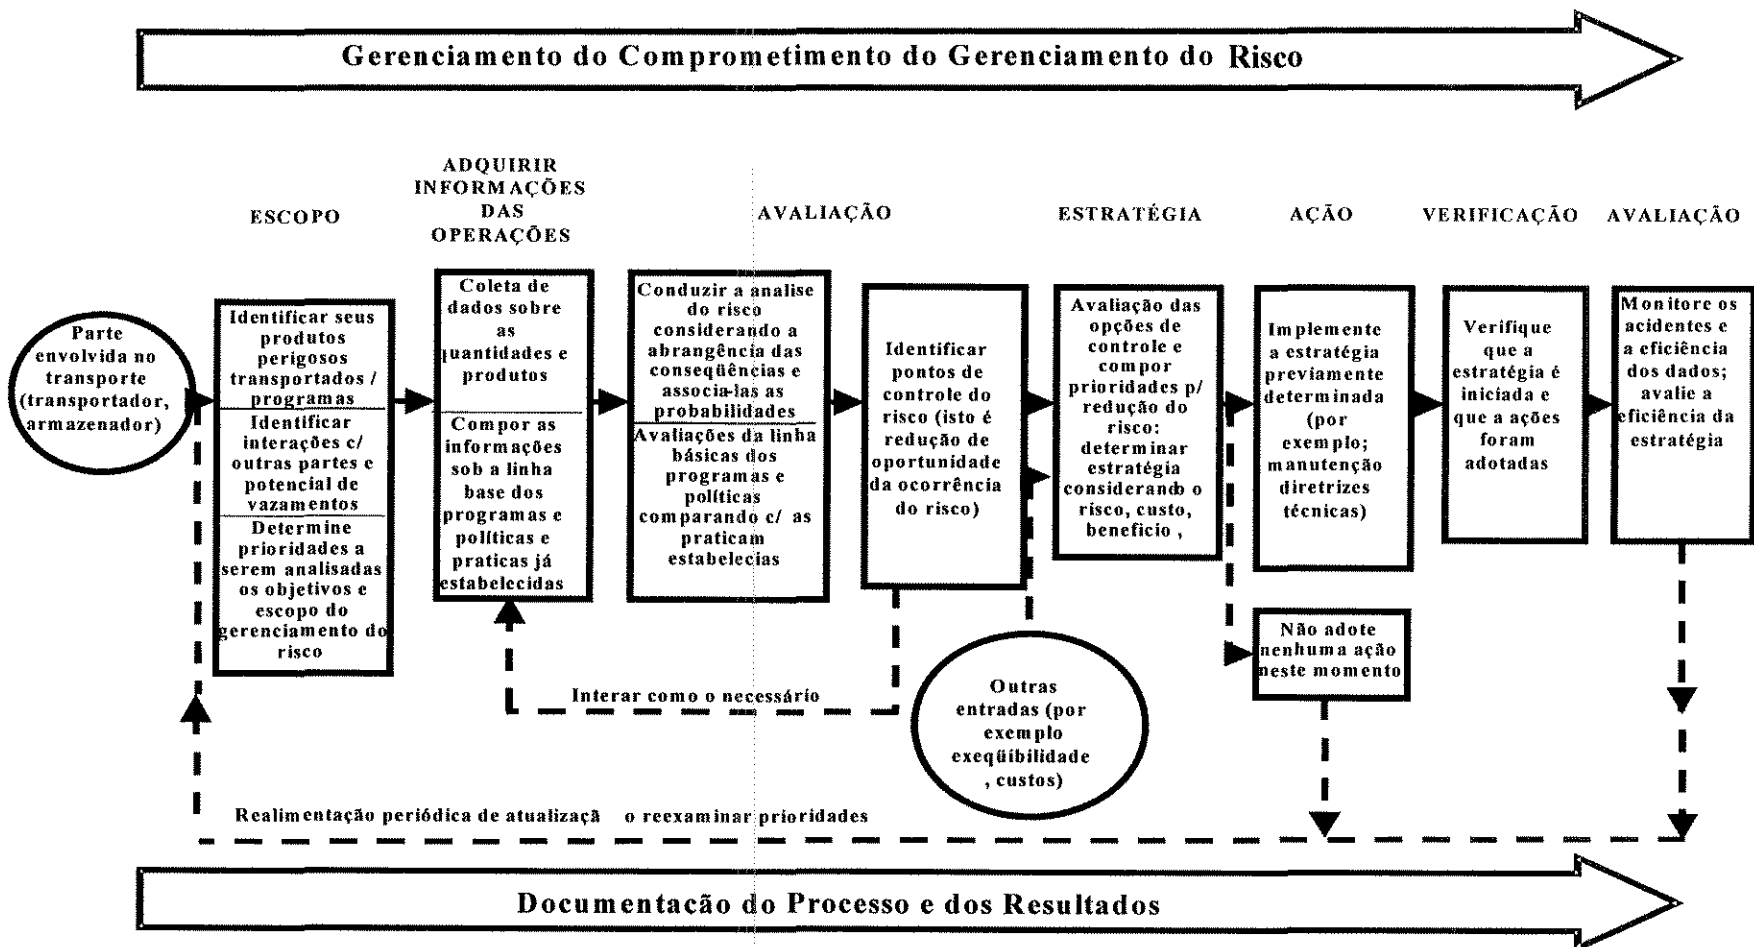 Gerenciamento do Comprometimento do Gerenciamento do Risco
ESCOPO
ADQUIRIR
INFORMAÇÕES
DAS
OPERAÇÕES
AVALIAÇÃO
ESTRATÉGIA
AÇÃO
VERIFICAÇÃO
AVALIAÇÃO
Parte
envolvida no
transporte
(transportador,
armazenador)
Identificar seus
produtos
perigosos
transportados /
programas
Identificar
interações c/
outras partes e
potencial de
vazamentos
Determine
prioridades a
serem analisadas
os objetivos e
escopo do
gerenciamento do
risco
Coleta de
dados sobre
as
quantidades e
produtos
Compor as
informações
sob a linha
base dos
programas e
políticas e
praticas já
estabelecidas
Conduzir a analise
do risco
considerando a
abrangência das
conseqüências e
associa-las as
probabilidades
Avaliações da linha
básicas dos
programas e
políticas
comparando c/ as
praticam
estabelecias
Identificar
pontos de
controle do
risco (isto é
redução de
oportunidade
da ocorrência
do risco)
Avaliação das
opções de
controle e
compor
prioridades p/
redução do
risco:
determinar
estratégia
considerando o
risco, custo,
beneficio ,
Implemente
a estratégia
previamente
determinada
(por
exemplo;
manutenção
diretrizes
técnicas)
Não adote
nenhuma ação
neste momento
Verifique
que a
estratégia é
iniciada e
que a ações
foram
adotadas
Monitore os
acidentes e
a eficiência
dos dados;
avalie a
eficiência da
estratégia
Interar como o necessário
Outras
entradas (por
exemplo
exeqüibilidade
, custos)
Realimentação periódica de atualizaçã o reexaminar prioridades
Documentação do Processo e dos Resultados